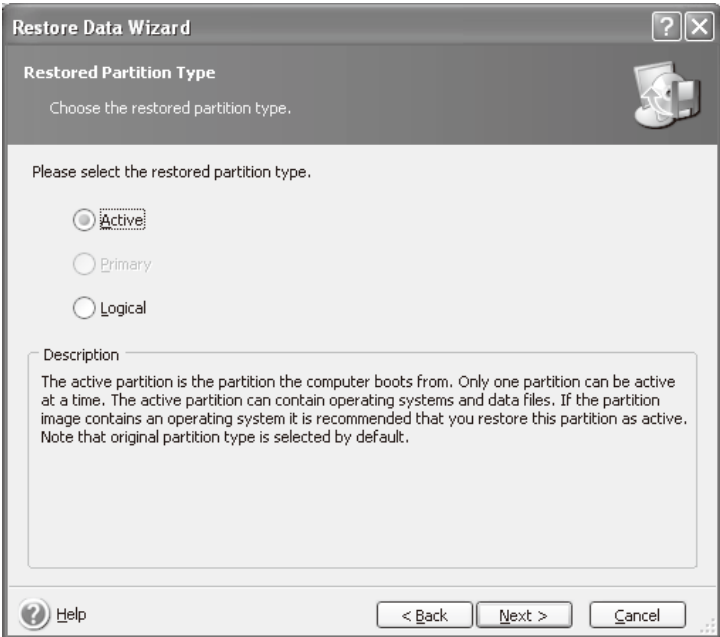 Restore Data Wizard
Restored Partition Type
Choose the restored partition type.
Please select the restored partition type.
Active
Primary
Logical
Description
The active partition is the partition the computer boots from. Only one partition can be active
at a time. The active partition can contain operating systems and data files. If the partition
image contains an operating system it is recommended that you restore this partition as active.
Note that original partition type is selected by default.
Help
< Back
Next >
Cancel